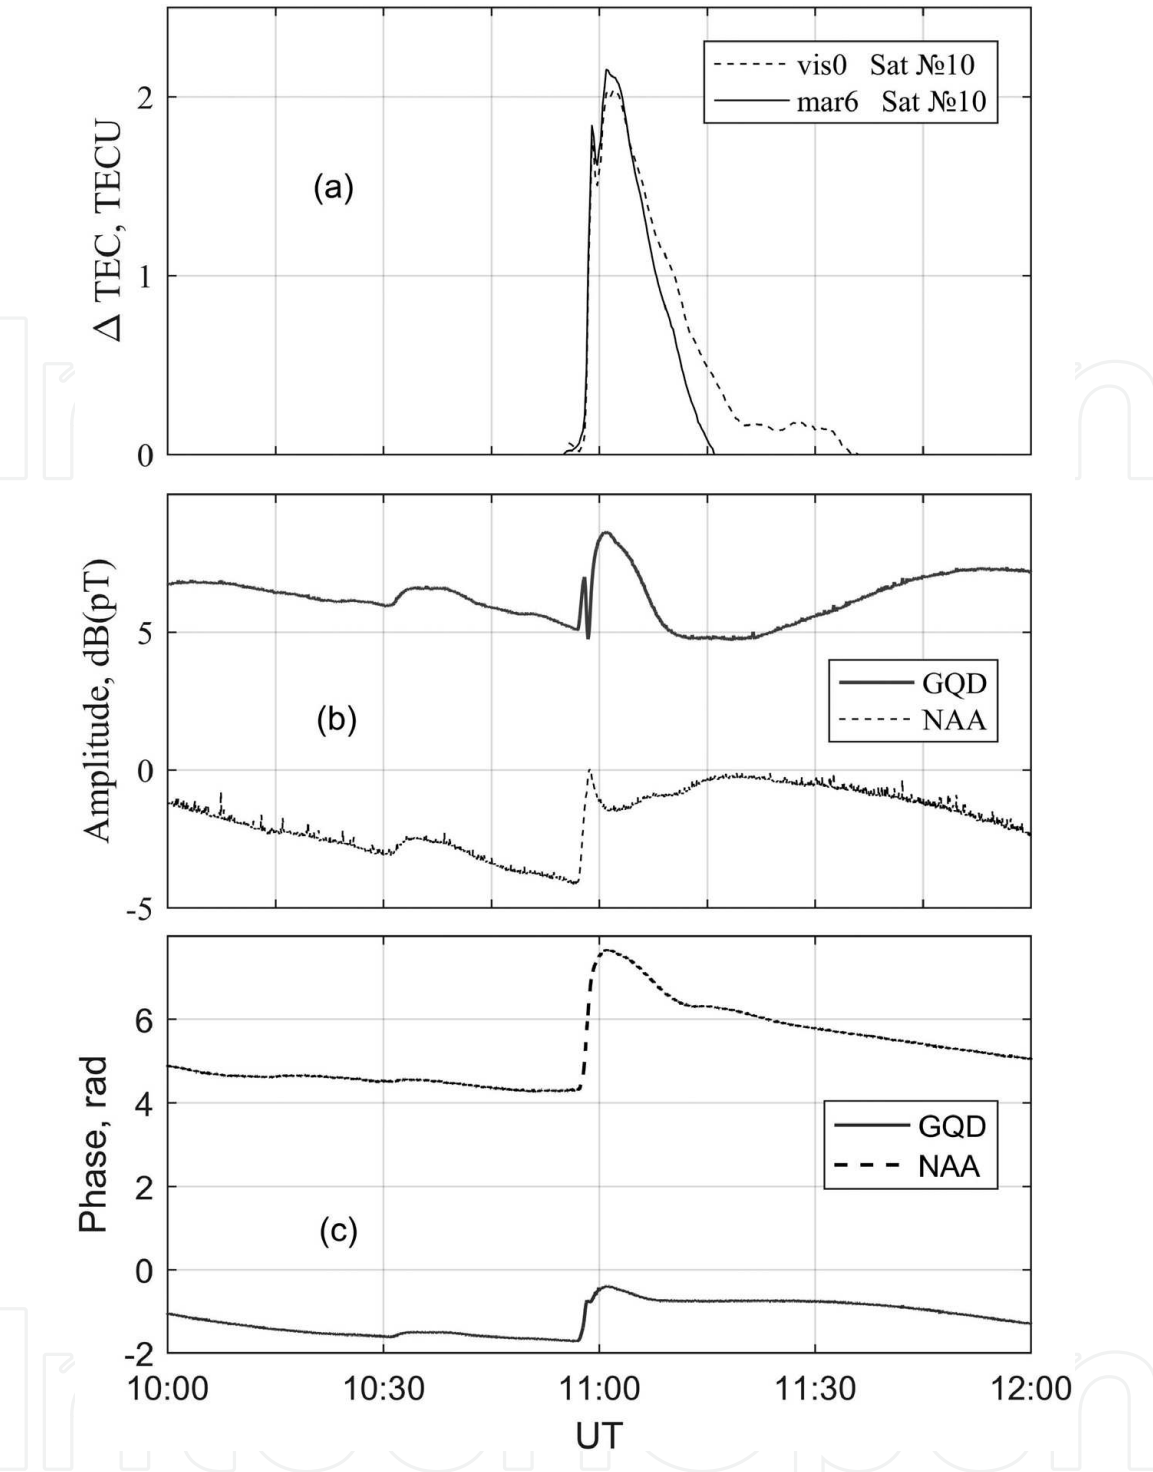 vis0 Sat №10
mar6 Sat №10
2
1
0
Δ TEC, TECU
(a)
5
0
-5
Amplitude, dB(pT)
(b)
GQD
NAA
6
4
2
0
-2
Phase, rad
(c)
GQD
NAA
10:00 10:30 11:00 11:30 12:00
UT